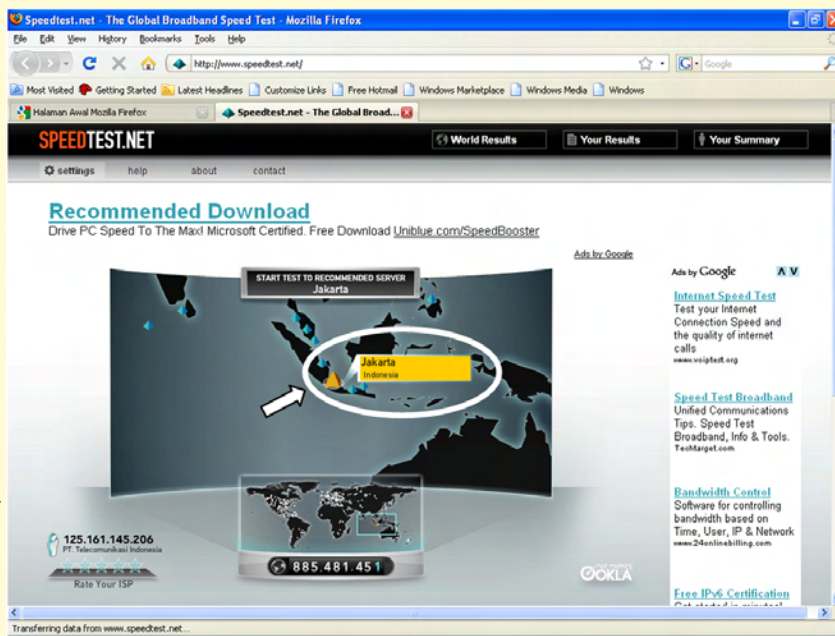 Speedtest.net - The Global Broadband Speed Test - Mozilla Firefox
File Edit View History Bookmarks Tools Help
http://www.speedtest.net/
Google
Most Visited Getting Started Latest Headlines Customize Links Free Hotmail Windows Marketplace Windows Media Windows
Halaman Awal Mozilla Firefox
Speedtest.net - The Global Broad...
SPEEDTEST.NET
World Results
Your Results
Your Summary
settings help about contact
Recommended Download
Drive PC Speed To The Max! Microsoft Certified. Free Download Uniblue.com/SpeedBooster
Ads by Google
START TEST TO RECOMMENDED SERVER
Jakarta
Jakarta
Indonesia
125.161.145.206
PT. Telecomunikasi Indonesia
Rate Your ISP
885.481.451
OOKLA
Ads by Google
Internet Speed Test
Test your Internet
Connection Speed and
the quality of internet
calls
www.voiptest.org
Speed Test Broadband
Unified Communications
Tips. Speed Test
Broadband, Info & Tools.
Techtarget.com
Bandwidth Control
Software for controlling
bandwidth based on
Time, User, IP & Network
www.24onlinebilling.com
Free IPv6 Certification
Transferring data from www.speedtest.net...